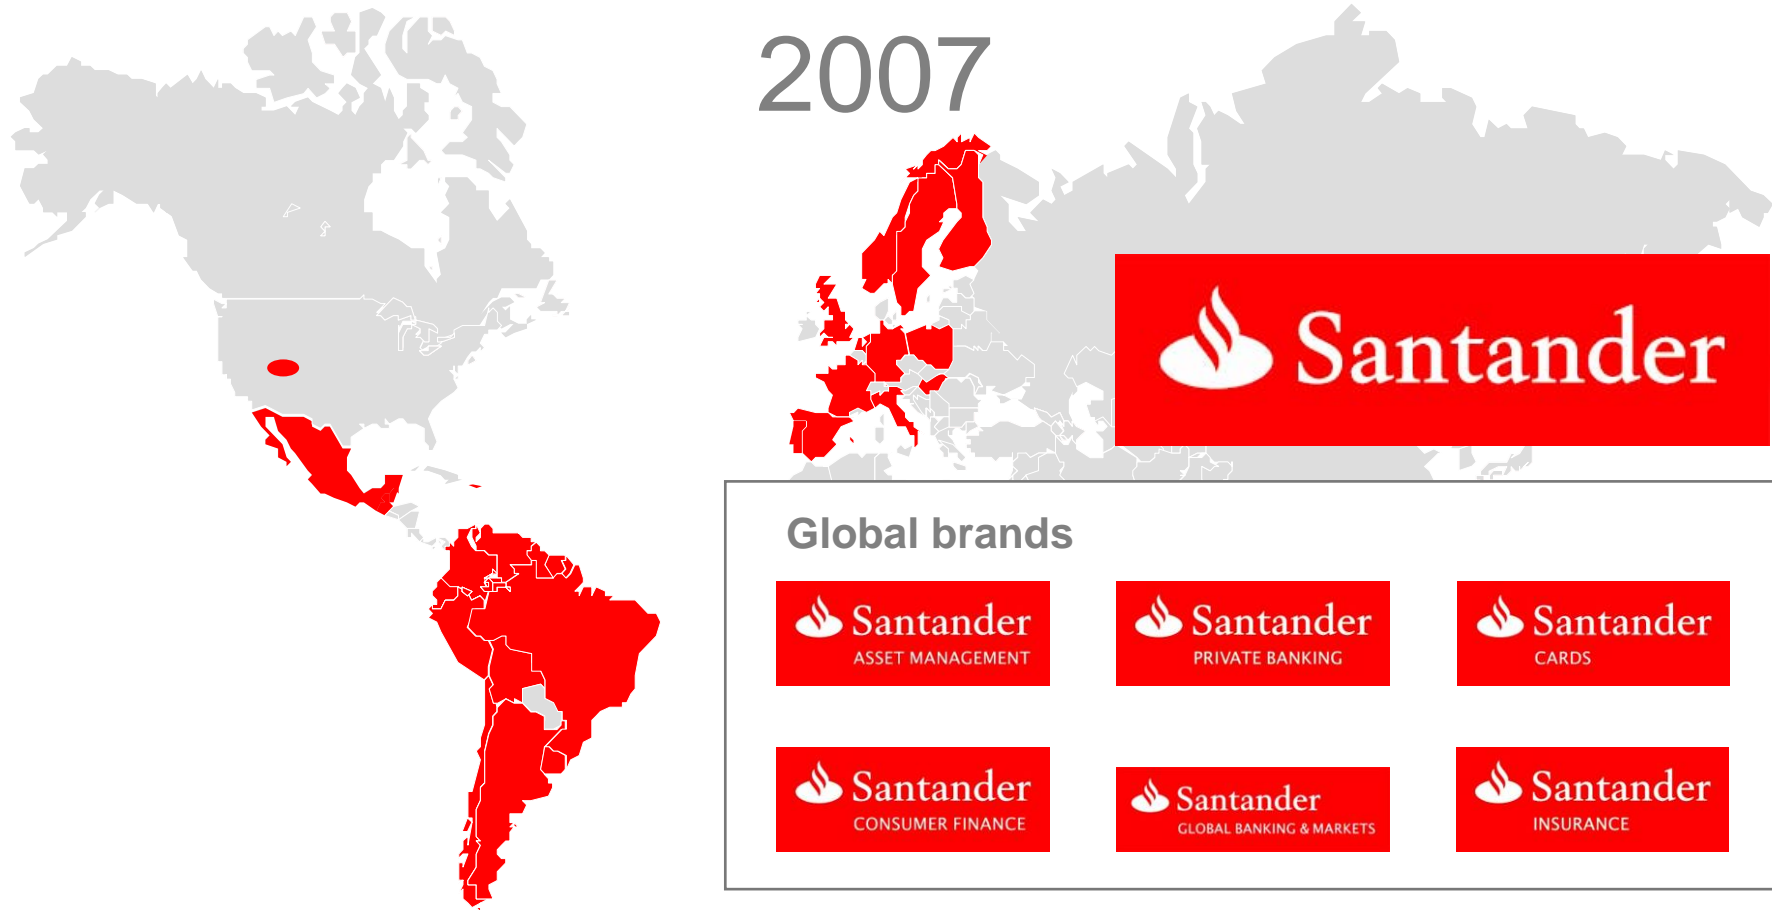 2007
Santander
Global brands
Santander
ASSET MANAGEMENT
Santander
PRIVATE BANKING
Santander
CARDS
Santander
CONSUMER FINANCE
Santander
GLOBAL BANKING & MARKETS
Santander
INSURANCE